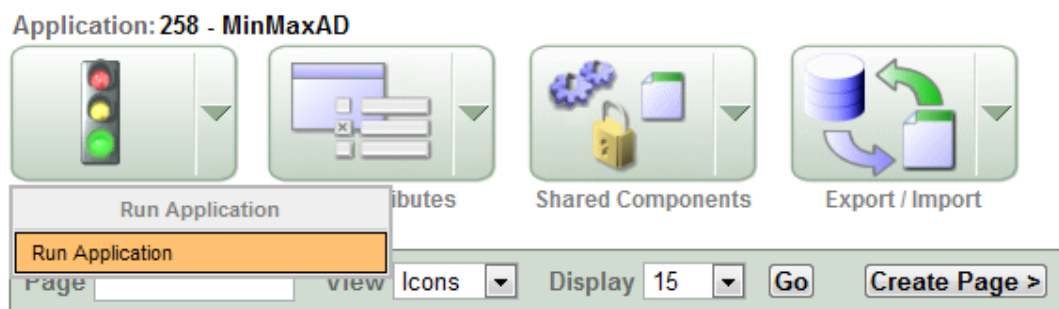 Application: 258 - MinMaxAD
ibutes
Shared Components
Export / Import
Run Application
Run Application
Page
View
Icons
Display
15
Go
Create Page >